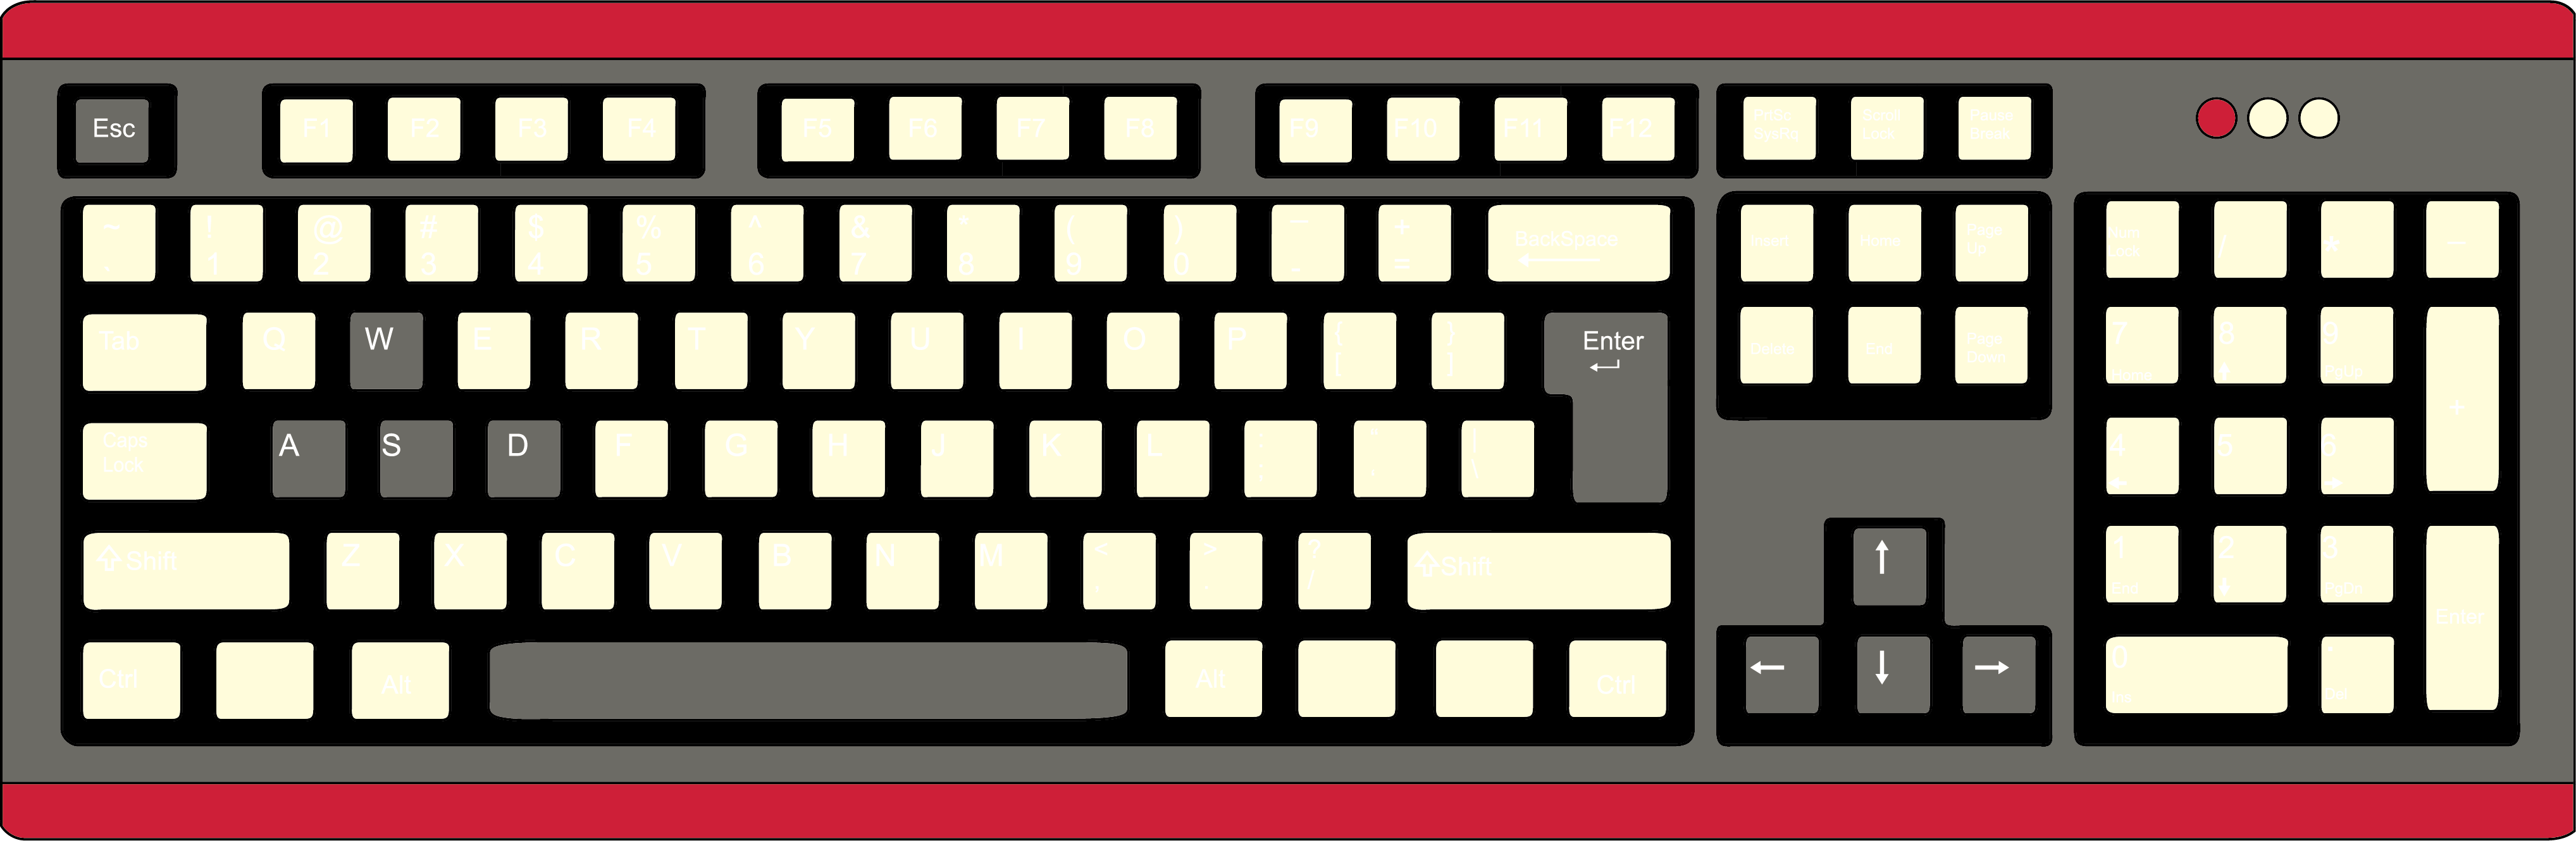 Esc F1 F2 F3 F4 F5 F6 F7 F8 F9 F10 F11 F12 PrtSc Scroll Pause
SysRq Lock Break
~ ! @ # $ % ^ & * ( ) — + BackSpace Insert Home Page Num / * −
` 1 2 3 4 5 6 7 8 9 0 - = ← Up Lock
Tab Q W E R T Y U I O P { } Enter Delete End Page 7 8 9 +
[ ] ↵ Down Home ↑ PgUp
Caps A S D F G H J K L : " | 4 5 6
Lock ; ' \ ← →
⇧ Shift Z X C V B N M < > ? ⇧ Shift ↑ 1 2 3 Enter
, . / End ↓ PgDn
Ctrl Alt Alt Ctrl ← ↓ → 0 .
Ins Del